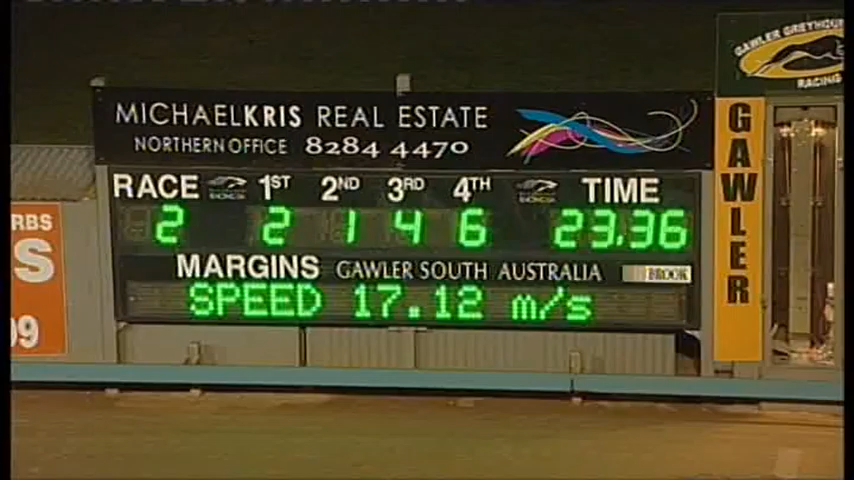 GAWLER GREYHOUND
RACING
MICHAELKRIS REAL ESTATE
NORTHERN OFFICE 8284 4470
RACE 1ST 2ND 3RD 4TH TIME
2 2 1 4 6 23.36
MARGINS GAWLER SOUTH AUSTRALIA BROOK
SPEED 17.12 m/s
GAWLER
RBS
S
09